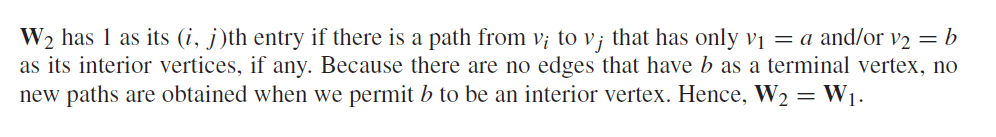 W₂ has 1 as its (i, j)th entry if there is a path from vᵢ to vⱼ that has only v₁ = a and/or v₂ = b
as its interior vertices, if any. Because there are no edges that have b as a terminal vertex, no
new paths are obtained when we permit b to be an interior vertex. Hence, W₂ = W₁.